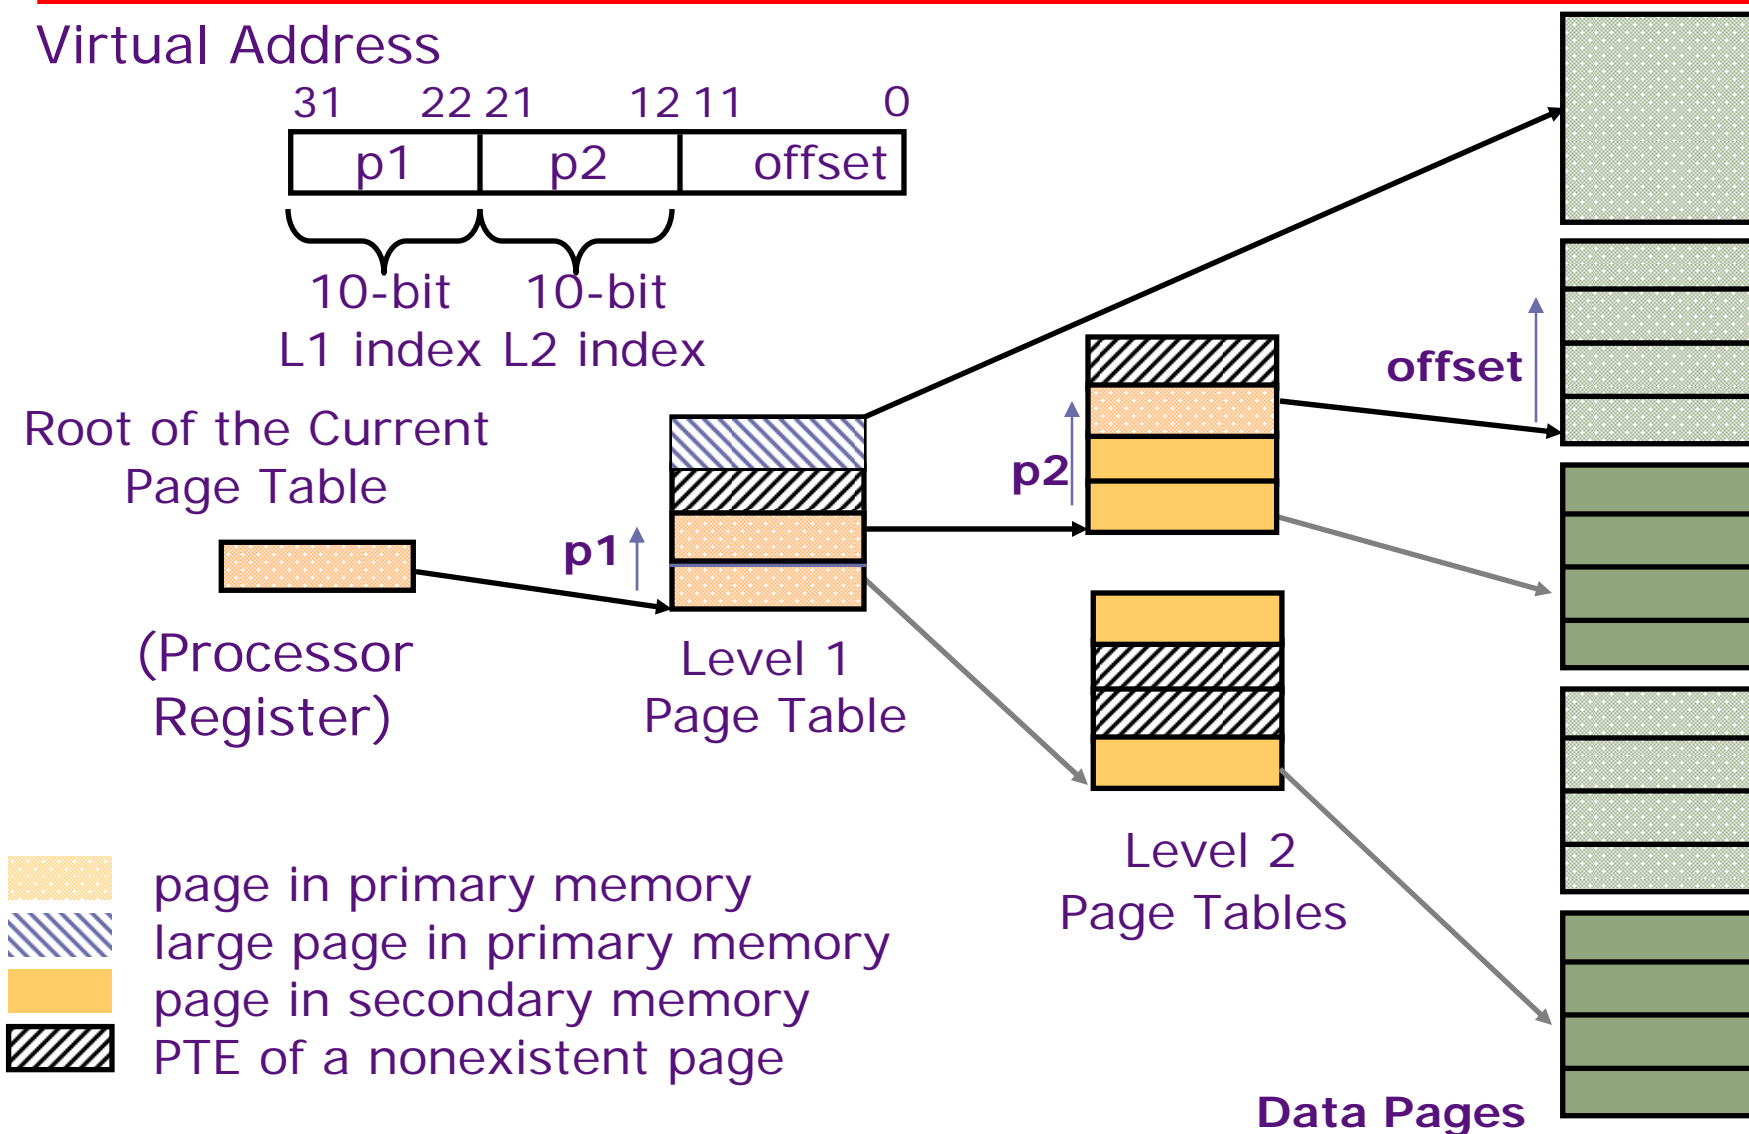 Virtual Address
31 22 21 12 11 0
p1 p2 offset
10-bit 10-bit
L1 index L2 index
offset
Root of the Current
Page Table
p2
p1
(Processor
Register)
Level 1
Page Table
Level 2
Page Tables
page in primary memory
large page in primary memory
page in secondary memory
PTE of a nonexistent page
Data Pages